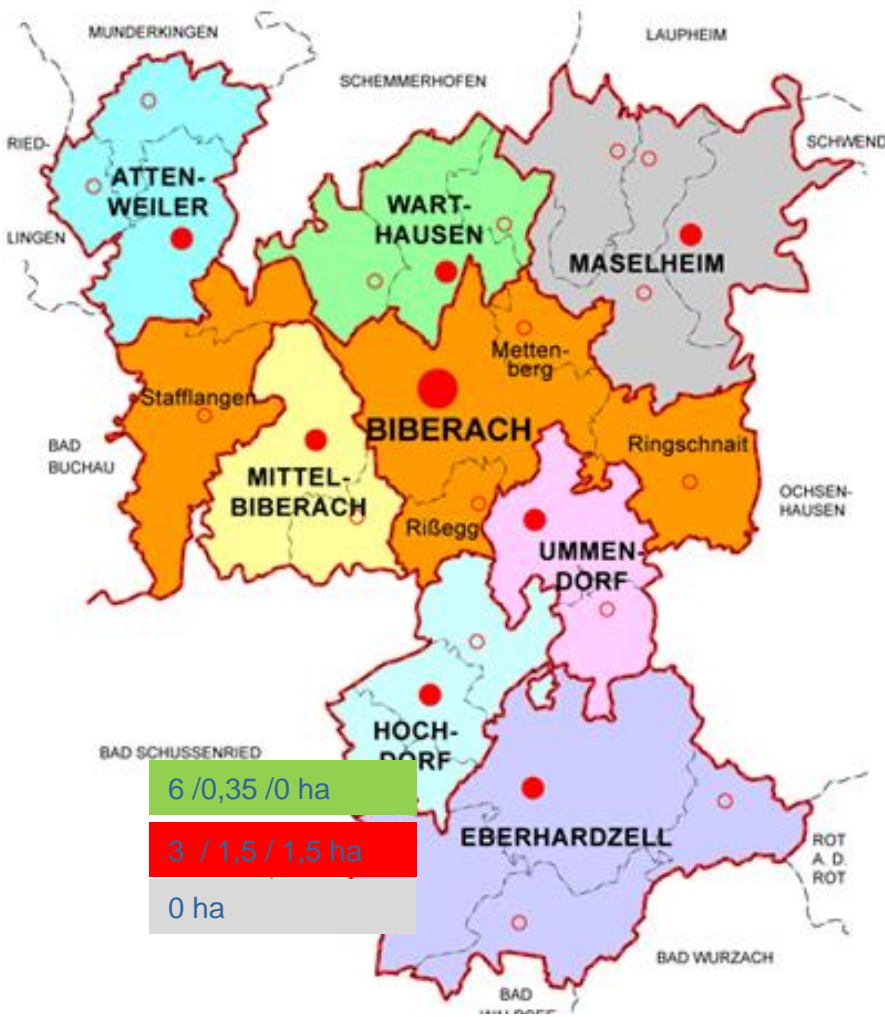 MUNDERKINGEN
LAUPHEIM
SCHEMMERHOFEN
RIED-
LINGEN
SCHWEND
ATTEN-
WEILER
WART-
HAUSEN
MASELHEIM
Metten-
berg
Stafflangen
BIBERACH
Ringschnait
BAD
BUCHAU
MITTEL-
BIBERACH
OCHSEN-
HAUSEN
Rißegg
UMMEN-
DORF
HOCH-
DORF
BAD SCHUSSENRIED
6 /0,35 /0 ha
3 / 1,5 / 1,5 ha
0 ha
EBERHARDZELL
ROT
A. D.
ROT
BAD WURZACH
BAD